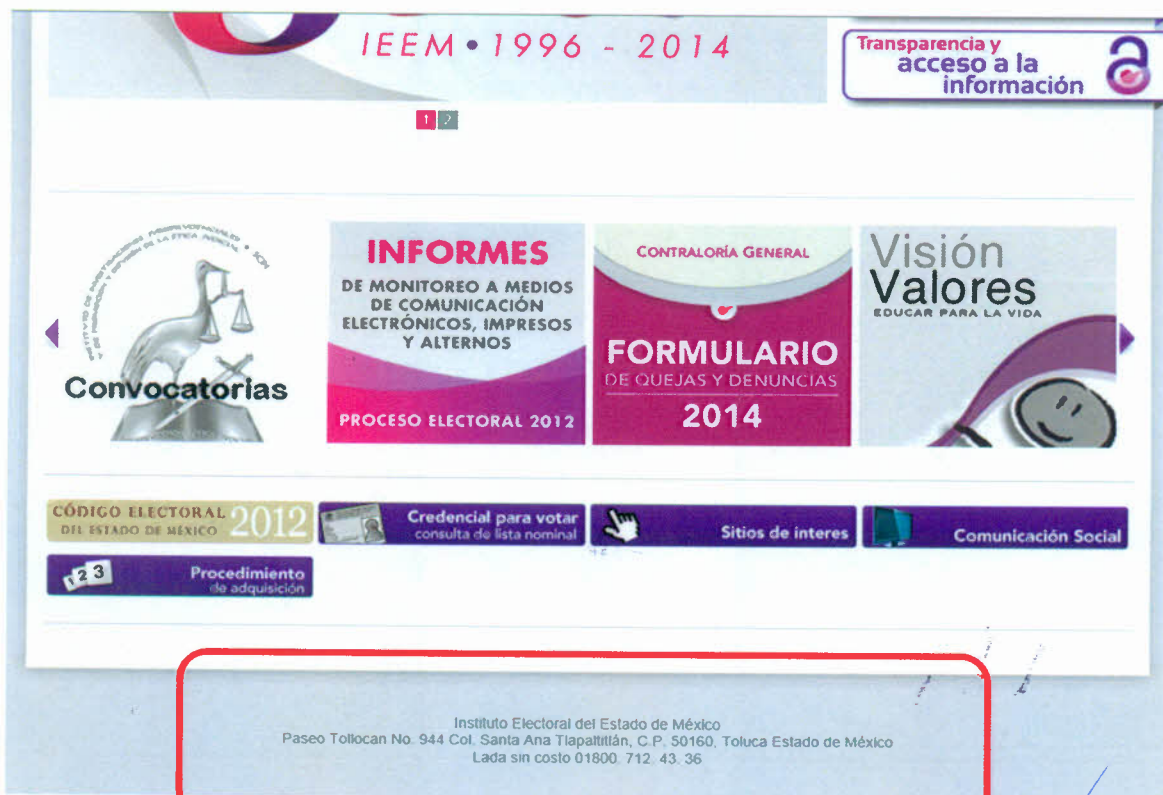 IEEM • 1996 - 2014
Transparencia y
acceso a la
información
1 2
Convocatorias
INFORMES
DE MONITOREO A MEDIOS
DE COMUNICACIÓN
ELECTRÓNICOS, IMPRESOS
Y ALTERNOS
PROCESO ELECTORAL 2012
CONTRALORÍA GENERAL
FORMULARIO
DE QUEJAS Y DENUNCIAS
2014
Visión
Valores
EDUCAR PARA LA VIDA
CÓDIGO ELECTORAL
DEL ESTADO DE MÉXICO 2012
Credencial para votar
consulta de lista nominal
Sitios de interes
Comunicación Social
1 2 3
Procedimiento
de adquisición
Instituto Electoral del Estado de México
Paseo Tollocan No. 944 Col. Santa Ana Tlapaltitlán, C.P. 50160, Toluca Estado de México
Lada sin costo 01800. 712. 43. 36